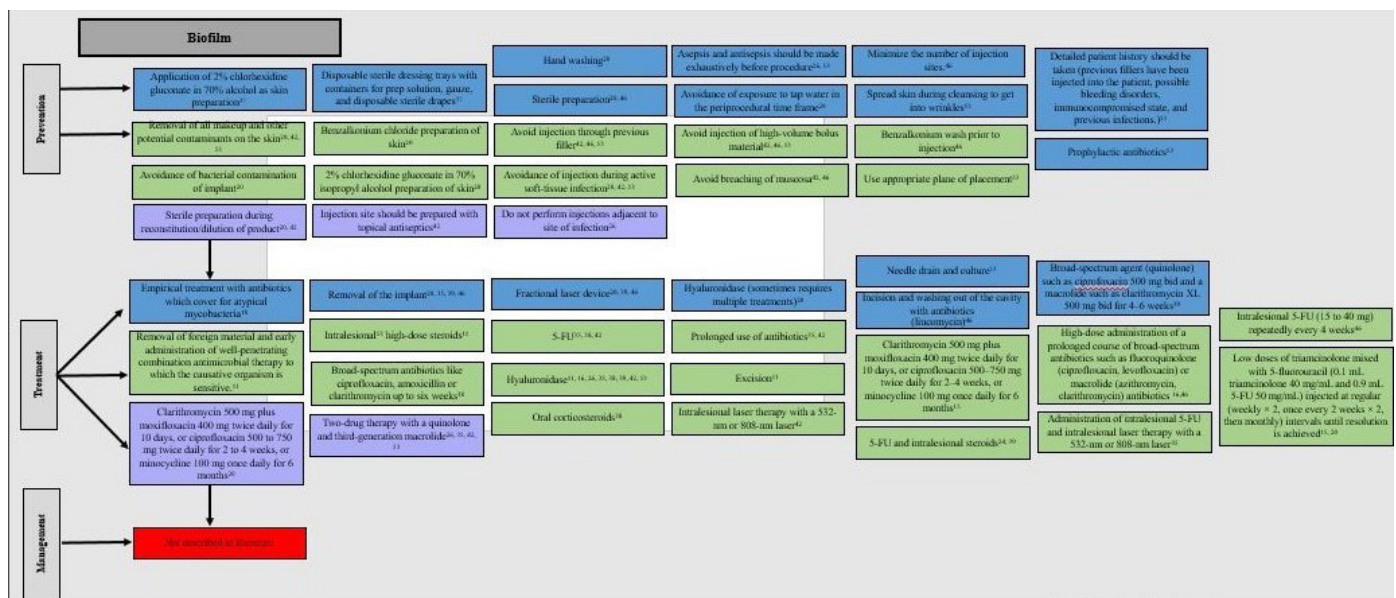 Biofilm
Prevention
Application of 2% chlorhexidine
gluconate in 70% alcohol as skin
preparation
Disposable sterile dressing trays with
containers for prep solution, gauze,
and disposable sterile drapes
Hand washing
Sterile preparation
Asepsis and antisepsis should be made
exhaustively before procedure
Avoidance of exposure to tap water in
the periprocedural time frame
Minimize the number of injection
sites.
Spread skin during cleansing to get
into wrinkles
Detailed patient history should be
taken (previous fillers have been
injected into the patient, possible
bleeding disorders,
immunocompromised state, and
previous infections.)
Prophylactic antibiotics
Removal of all makeup and other
potential contaminants on the skin
Benzalkonium chloride preparation of
skin
Avoid injection through previous
filler
Avoid injection of high-volume bolus
material
Benzalkonium wash prior to
injection
Avoidance of bacterial contamination
of implant
2% chlorhexidine gluconate in 70%
isopropyl alcohol preparation of skin
Avoidance of injection during active
soft-tissue infection
Avoid breaching of mucosa
Use appropriate plane of placement
Sterile preparation during
reconstitution/dilution of product
Injection site should be prepared with
topical antiseptics
Do not perform injections adjacent to
site of infection
Treatment
Empirical treatment with antibiotics
which cover for atypical
mycobacteria
Removal of the implant
Fractional laser device
Hyaluronidase (sometimes requires
multiple treatments)
Needle drain and culture
Incision and washing out of the cavity
with antibiotics
(lincomycin)
Broad-spectrum agent (quinolone)
such as ciprofoxacin 500 mg bid and
a macrolide such as clarithromycin XL
500 mg bid for 4–6 weeks
Removal of foreign material and early
administration of well-penetrating
combination antimicrobial therapy to
which the causative organism is
sensitive.
Intralesional high-dose steroids
5-FU
Prolonged use of antibiotics
Broad-spectrum antibiotics like
ciprofloxacin, amoxicillin or
clarithromycin up to six weeks
Hyaluronidase
Excision
Oral corticosteroids
Intralesional laser therapy with a 532-
nm or 808-nm laser
Clarithromycin 500 mg plus
moxifloxacin 400 mg twice daily for
10 days, or ciprofloxacin 500–750 mg
twice daily for 2–4 weeks, or
minocycline 100 mg once daily for 6
months
5-FU and intralesional steroids
High-dose administration of a
prolonged course of broad-spectrum
antibiotics such as fluoroquinolone
(ciprofloxacin, levofloxacin) or
macrolide (azithromycin,
clarithromycin) antibiotics
Administration of intralesional 5-FU
and intralesional laser therapy with a
532-nm or 808-nm laser
Intralesional 5-FU (15 to 40 mg)
repeatedly every 4 weeks
Low doses of triamcinolone mixed
with 5-flourouracil (0.1 mL
triamcinolone 40 mg/mL and 0.9 mL
5-FU 50 mg/mL) injected at regular
(weekly × 2, once every 2 weeks × 2,
then monthly) intervals until resolution
is achieved
Clarithromycin 500 mg plus
moxifloxacin 400 mg twice daily for
10 days, or ciprofloxacin 500 to 750
mg twice daily for 2 to 4 weeks, or
minocycline 100 mg once daily for 6
months
Two-drug therapy with a quinolone
and third-generation macrolide
Management
Not described in literature